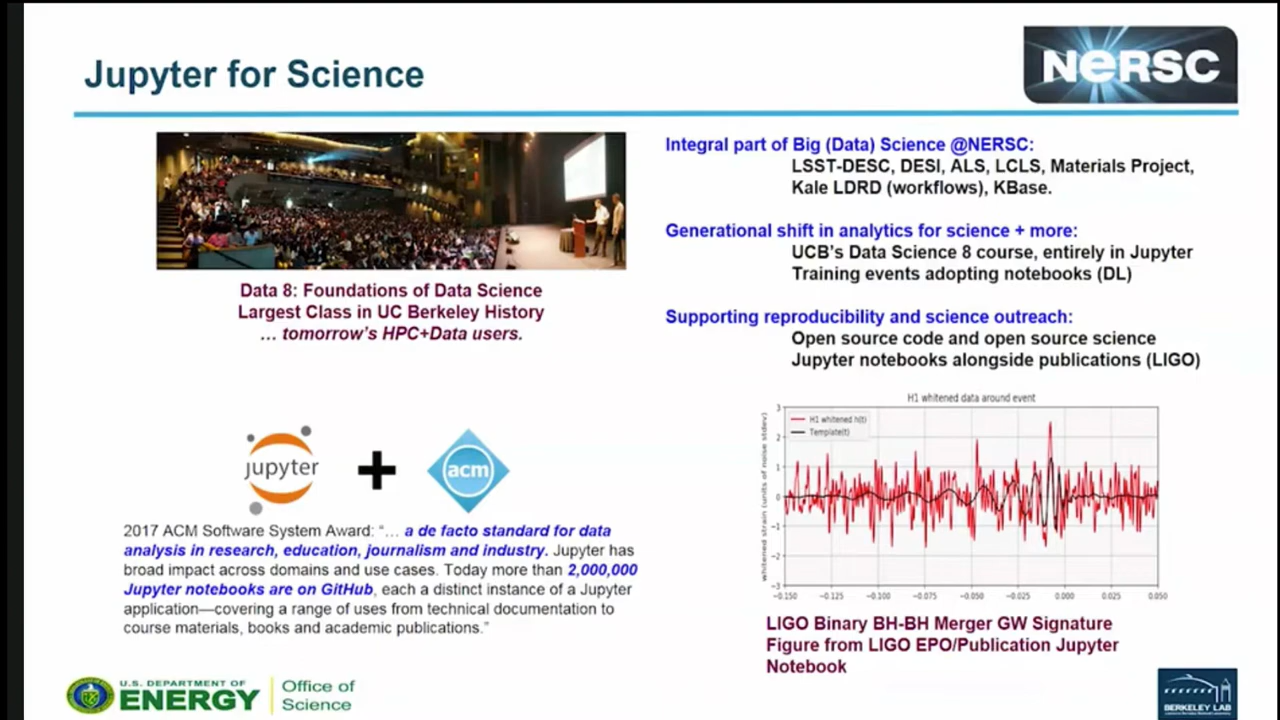 Jupyter for Science
NERSC
Data 8: Foundations of Data Science
Largest Class in UC Berkeley History
… tomorrow's HPC+Data users.
jupyter
+
acm
2017 ACM Software System Award: “… a de facto standard for data
analysis in research, education, journalism and industry. Jupyter has
broad impact across domains and use cases. Today more than 2,000,000
Jupyter notebooks are on GitHub, each a distinct instance of a Jupyter
application—covering a range of uses from technical documentation to
course materials, books and academic publications.”
Integral part of Big (Data) Science @NERSC:
LSST-DESC, DESI, ALS, LCLS, Materials Project,
Kale LDRD (workflows), KBase.
Generational shift in analytics for science + more:
UCB's Data Science 8 course, entirely in Jupyter
Training events adopting notebooks (DL)
Supporting reproducibility and science outreach:
Open source code and open source science
Jupyter notebooks alongside publications (LIGO)
H1 whitened data around event
H1 whitened h(t)
Template(t)
whitened strain (units of noise stdev)
3
2
1
0
−1
−2
−3
−0.150 −0.125 −0.100 −0.075 −0.050 −0.025 0.000 0.025 0.050
LIGO Binary BH-BH Merger GW Signature
Figure from LIGO EPO/Publication Jupyter
Notebook
U.S. DEPARTMENT OF
ENERGY
Office of
Science
BERKELEY LAB